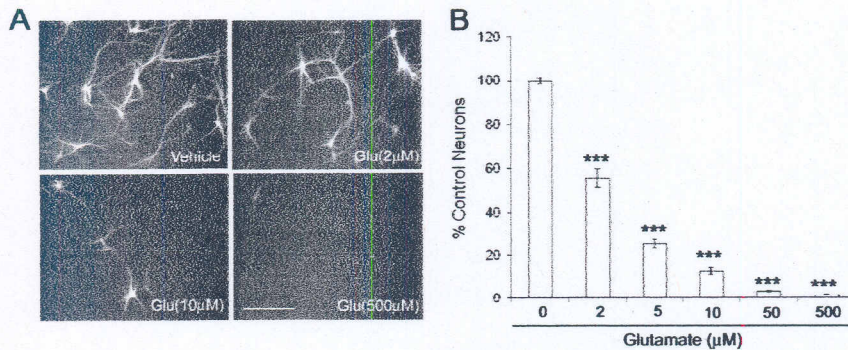 A
Vehicle
Glu(2µM)
Glu(10µM)
Glu(500µM)
B
% Control Neurons
120
100
80
60
40
20
0
***
***
***
***
***
0 2 5 10 50 500
Glutamate (µM)